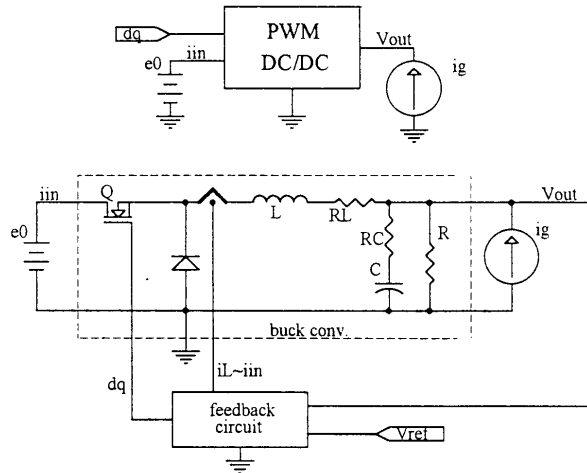 dq
PWM
DC/DC
Vout
iin
e0
ig
iin
Q
L
RL
Vout
e0
RC
R
ig
C
buck conv.
iL~iin
dq
feedback
circuit
Vref